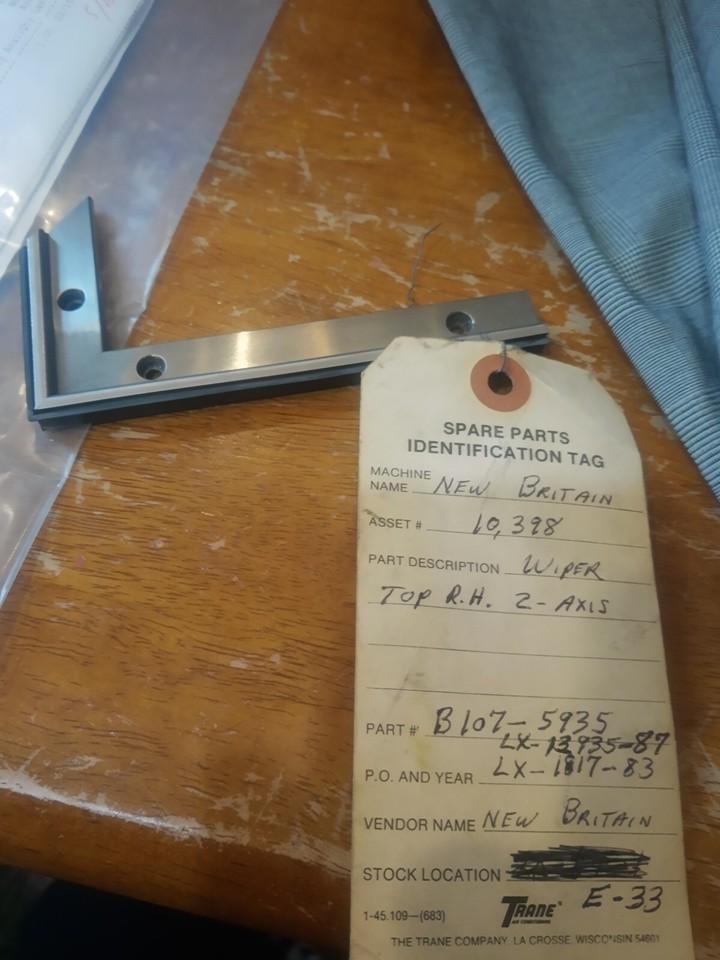 SPARE PARTS
IDENTIFICATION TAG
MACHINE
NAME NEW BRITAIN
ASSET # 10,398
PART DESCRIPTION WIPER
TOP R.H. Z-AXIS
PART # B107-5935
LX-13935-87
P.O. AND YEAR LX-1817-83
VENDOR NAME NEW BRITAIN
STOCK LOCATION
E-33
1-45.109—(683) TRANE®
AIR CONDITIONING
THE TRANE COMPANY, LA CROSSE, WISCONSIN 54601